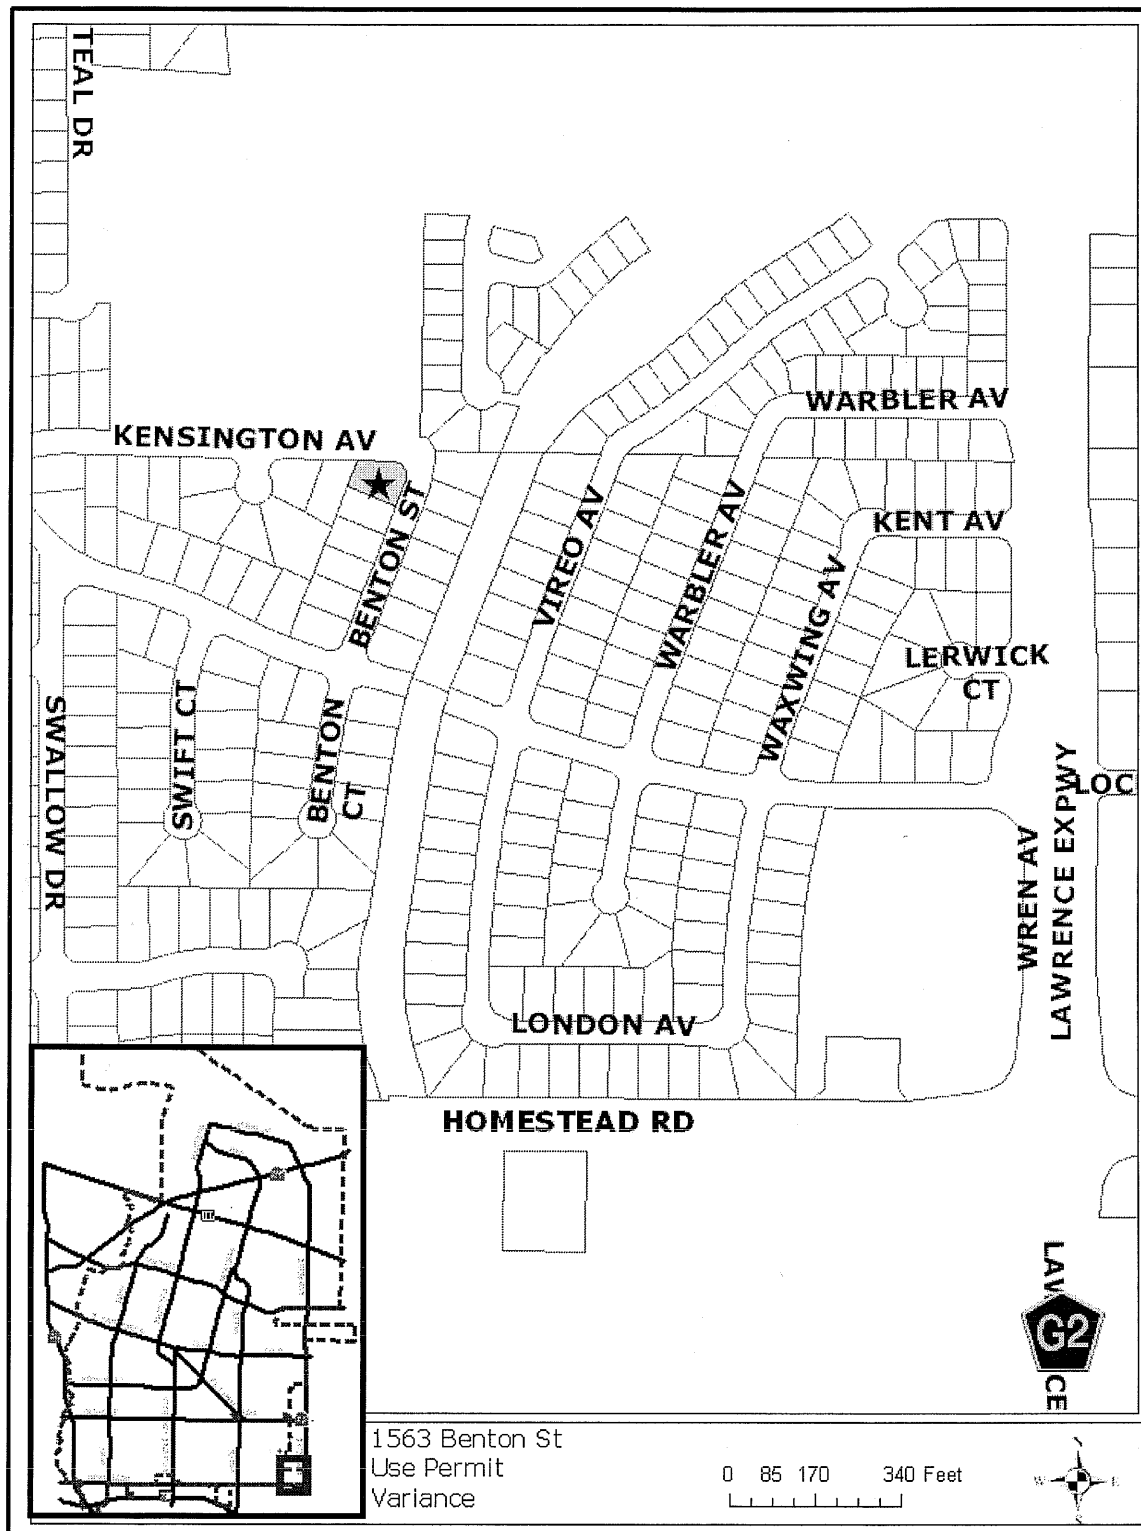 TEAL DR
WARBLER AV
KENSINGTON AV
KENT AV
BENTON ST
VIREO AV
WARBLER AV
WAXWING AV
LERWICK
CT
SWALLOW DR
SWIFT CT
BENTON
CT
LOC
WREN AV
LAWRENCE EXPWY
LONDON AV
HOMESTEAD RD
G2
1563 Benton St
Use Permit
Variance
0 85 170 340 Feet
N
W E
S